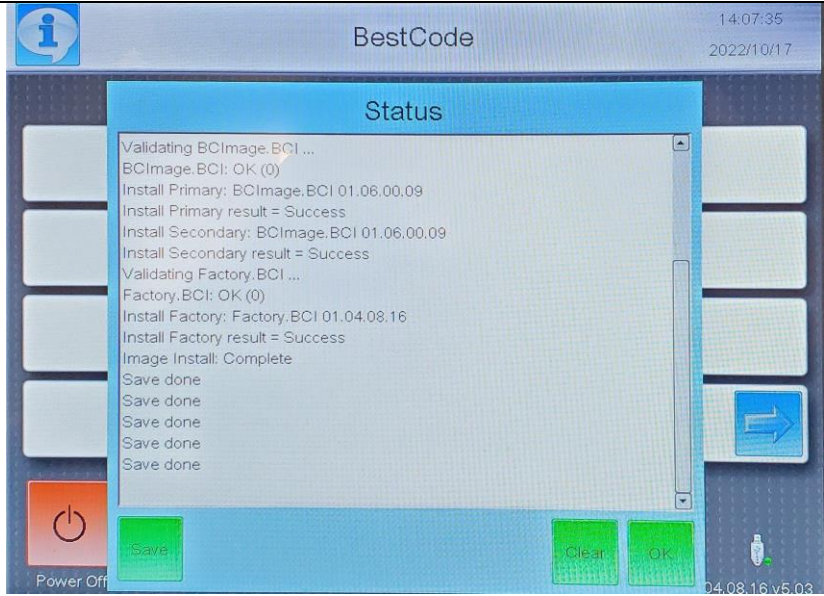 BestCode
14:07:35
2022/10/17
Status
Validating BCImage.BCI ...
BCImage.BCI: OK (0)
Install Primary: BCImage.BCI 01.06.00.09
Install Primary result = Success
Install Secondary: BCImage.BCI 01.06.00.09
Install Secondary result = Success
Validating Factory.BCI ...
Factory.BCI: OK (0)
Install Factory: Factory.BCI 01.04.08.16
Install Factory result = Success
Image Install: Complete
Save done
Save done
Save done
Save done
Save done
Save
Clear
OK
Power Off
04.08.16 v5.03